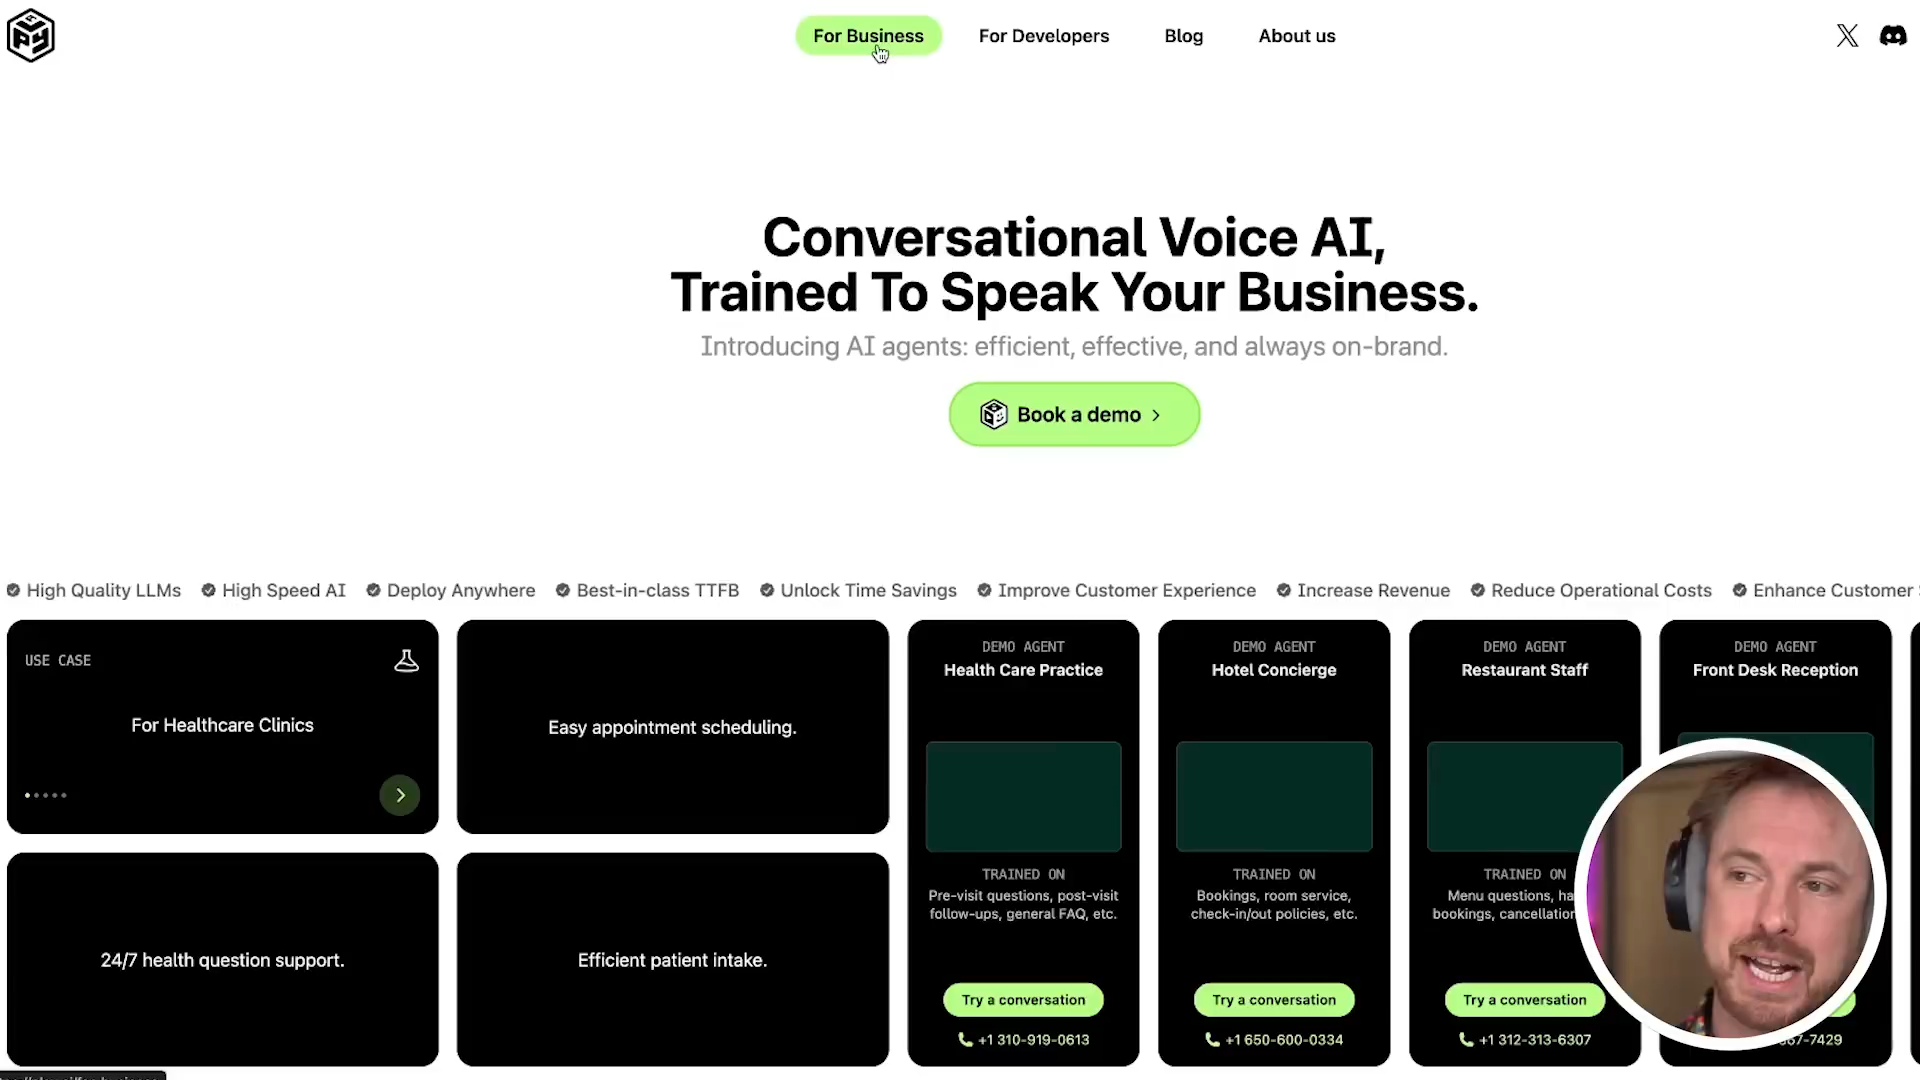 For Business
For Developers
Blog
About us
Conversational Voice AI,
Trained To Speak Your Business.
Introducing AI agents: efficient, effective, and always on-brand.
Book a demo
High Quality LLMs
High Speed AI
Deploy Anywhere
Best-in-class TTFB
Unlock Time Savings
Improve Customer Experience
Increase Revenue
Reduce Operational Costs
Enhance Customer
USE CASE
For Healthcare Clinics
Easy appointment scheduling.
24/7 health question support.
Efficient patient intake.
DEMO AGENT
Health Care Practice
TRAINED ON
Pre-visit questions, post-visit
follow-ups, general FAQ, etc.
Try a conversation
+1 310-919-0613
DEMO AGENT
Hotel Concierge
TRAINED ON
Bookings, room service,
check-in/out policies, etc.
Try a conversation
+1 650-600-0334
DEMO AGENT
Restaurant Staff
TRAINED ON
Menu questions,
bookings,
Try a conversation
+1 312-313-6307
DEMO AGENT
Front Desk Reception
7-7429